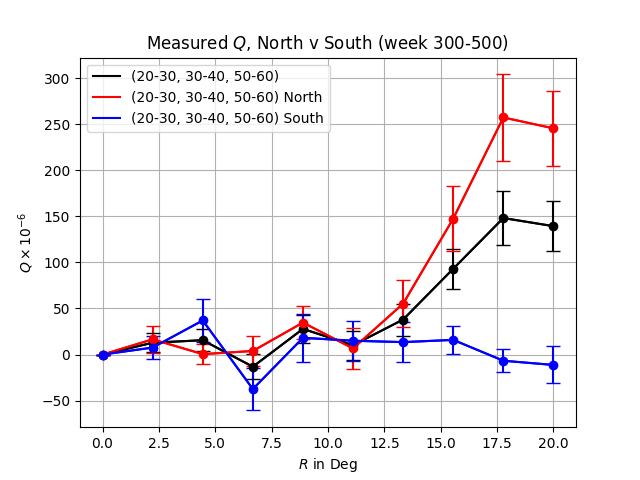 Measured Q, North v South (week 300-500)
(20-30, 30-40, 50-60)
(20-30, 30-40, 50-60) North
(20-30, 30-40, 50-60) South
300
250
200
150
100
50
0
−50
Q × 10⁻⁶
0.0 2.5 5.0 7.5 10.0 12.5 15.0 17.5 20.0
R in Deg